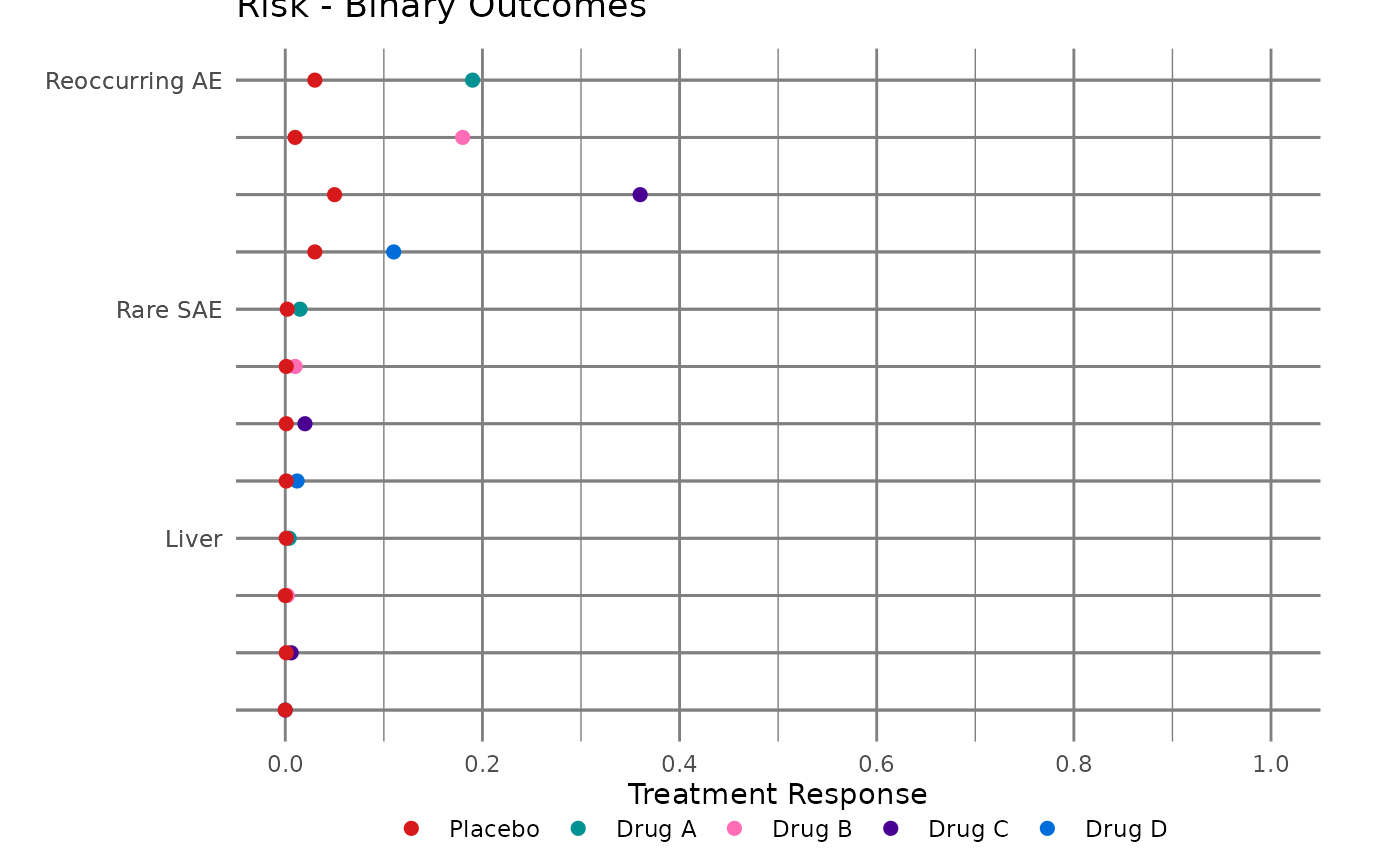 Risk - Binary Outcomes
Reoccurring AE
Rare SAE
Liver
0.0 0.2 0.4 0.6 0.8 1.0
Treatment Response
Placebo Drug A Drug B Drug C Drug D